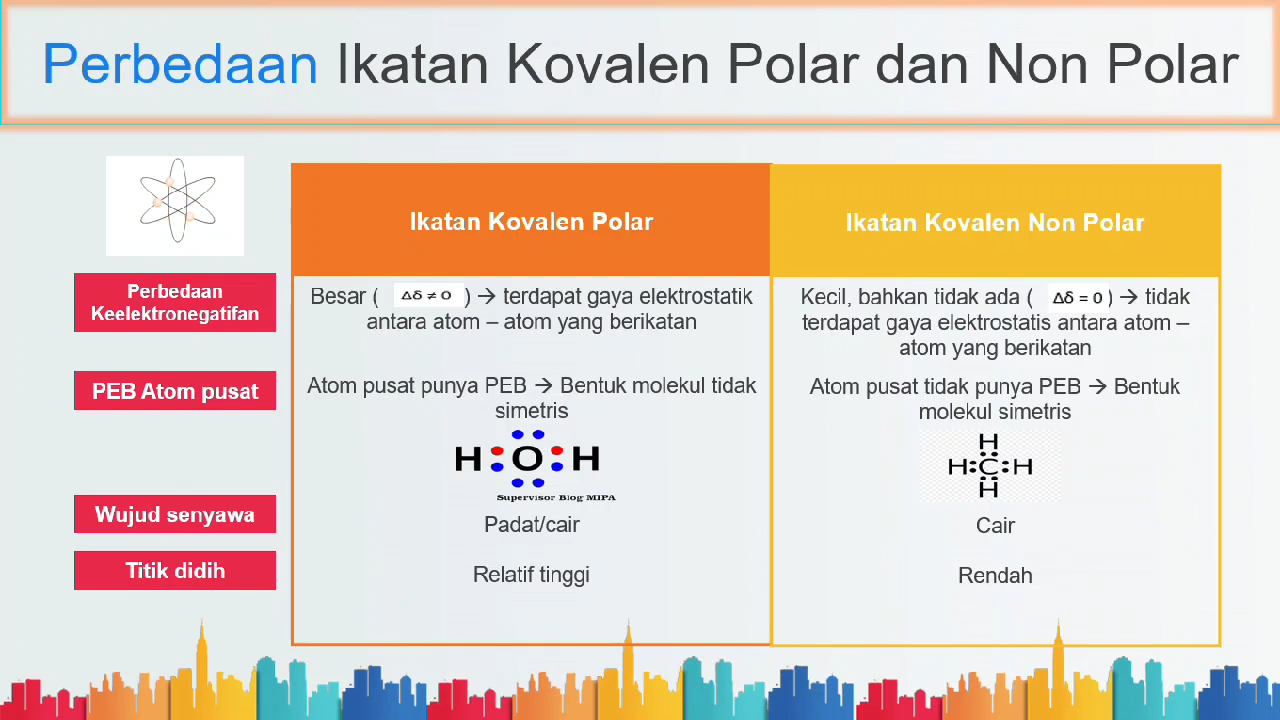 Perbedaan Ikatan Kovalen Polar dan Non Polar
Ikatan Kovalen Polar
Ikatan Kovalen Non Polar
Perbedaan
Keelektronegatifan
Besar ( Δδ ≠ 0 ) → terdapat gaya elektrostatik
antara atom – atom yang berikatan
Kecil, bahkan tidak ada ( Δδ = 0 ) → tidak
terdapat gaya elektrostatis antara atom –
atom yang berikatan
PEB Atom pusat
Atom pusat punya PEB → Bentuk molekul tidak
simetris
H O H
Supervisor Blog MIPA
Atom pusat tidak punya PEB → Bentuk
molekul simetris
H
H:C:H
H
Wujud senyawa
Padat/cair
Cair
Titik didih
Relatif tinggi
Rendah